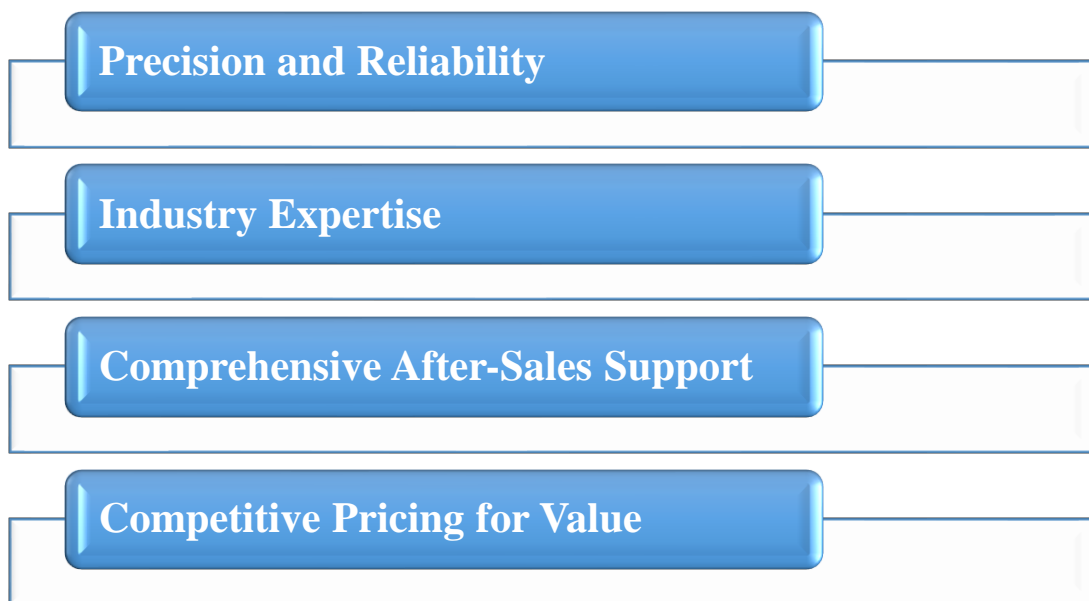 Precision and Reliability
Industry Expertise
Comprehensive After-Sales Support
Competitive Pricing for Value